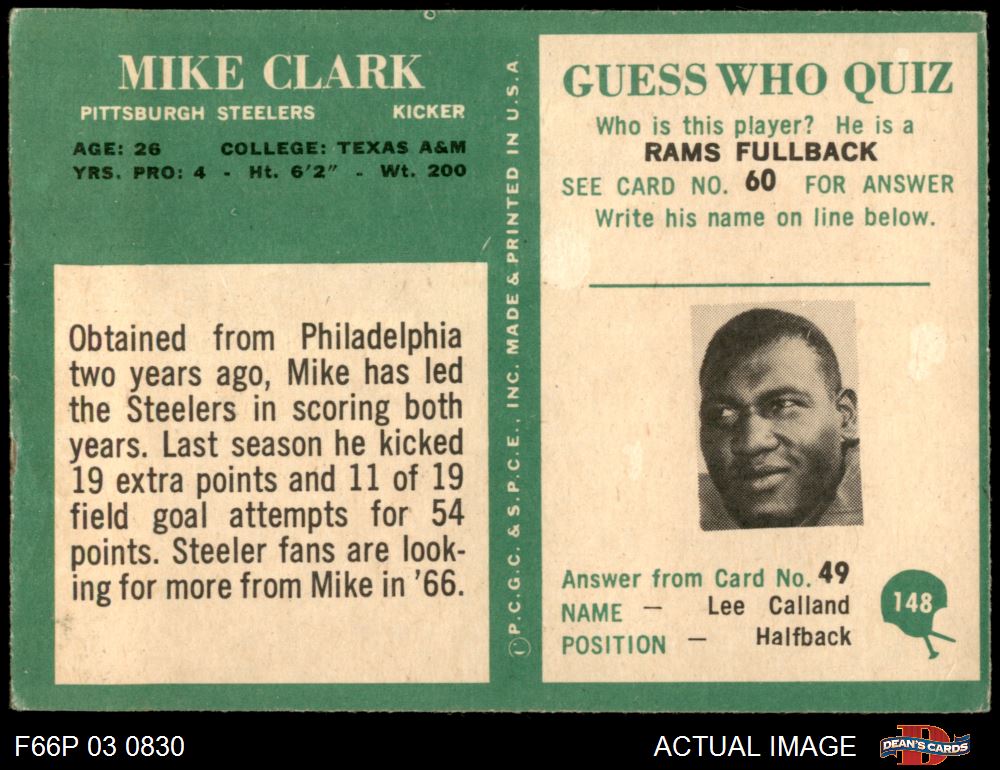 MIKE CLARK
PITTSBURGH STEELERS KICKER
AGE: 26 COLLEGE: TEXAS A&M
YRS. PRO: 4 - Ht. 6'2" - Wt. 200
Obtained from Philadelphia
two years ago, Mike has led
the Steelers in scoring both
years. Last season he kicked
19 extra points and 11 of 19
field goal attempts for 54
points. Steeler fans are look-
ing for more from Mike in '66.
Ⓒ P.C.G.C. & S.P.C.E., INC. MADE & PRINTED IN U.S.A
GUESS WHO QUIZ
Who is this player? He is a
RAMS FULLBACK
SEE CARD NO. 60 FOR ANSWER
Write his name on line below.
Answer from Card No. 49
NAME — Lee Calland
POSITION — Halfback
148
F66P 03 0830
ACTUAL IMAGE
D
DEAN'S CARDS